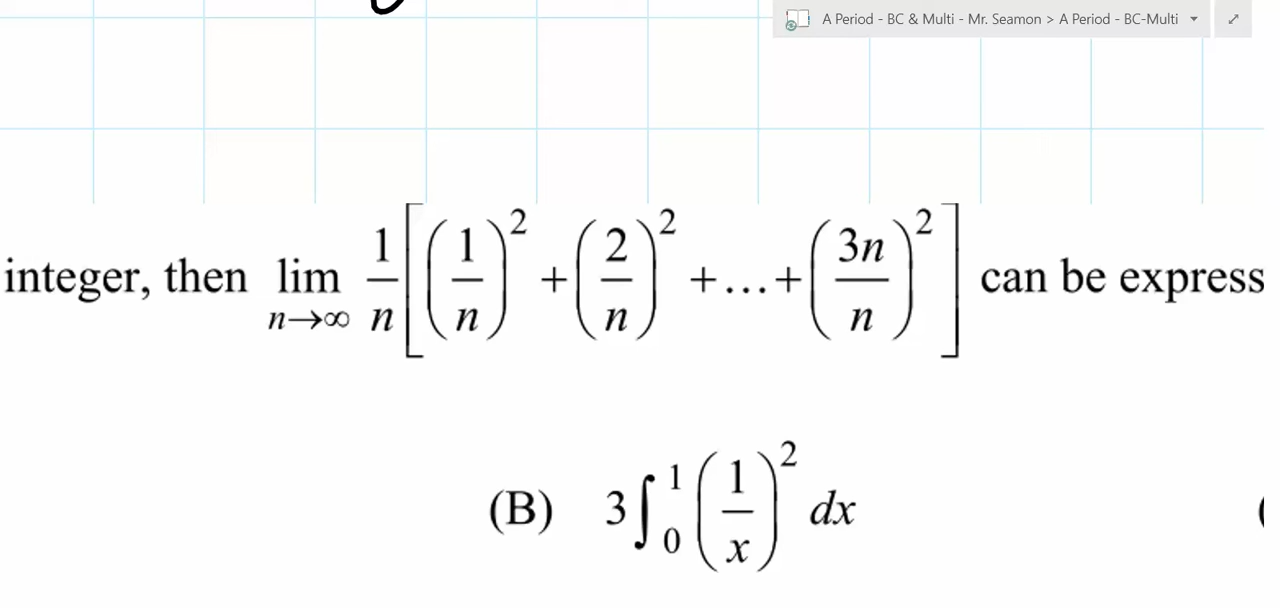 A Period - BC & Multi - Mr. Seamon > A Period - BC-Multi
integer, then lim n→∞ 1/n [(1/n)² + (2/n)² + ... + (3n/n)²] can be express
(B) 3∫₀¹ (1/x)² dx